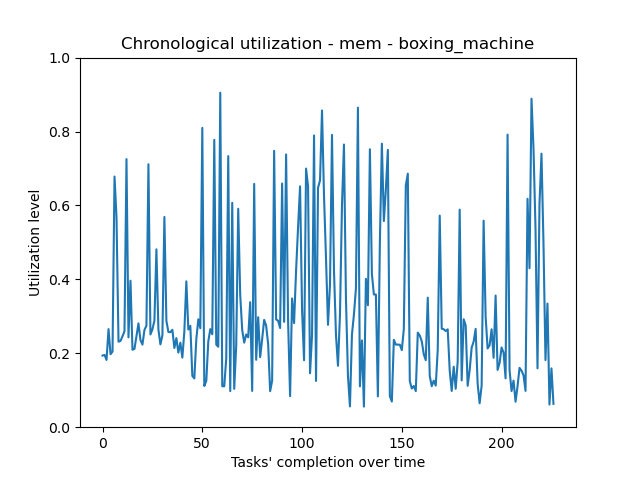 Chronological utilization - mem - boxing_machine
1.0
0.8
0.6
0.4
0.2
0.0
Utilization level
0 50 100 150 200
Tasks' completion over time